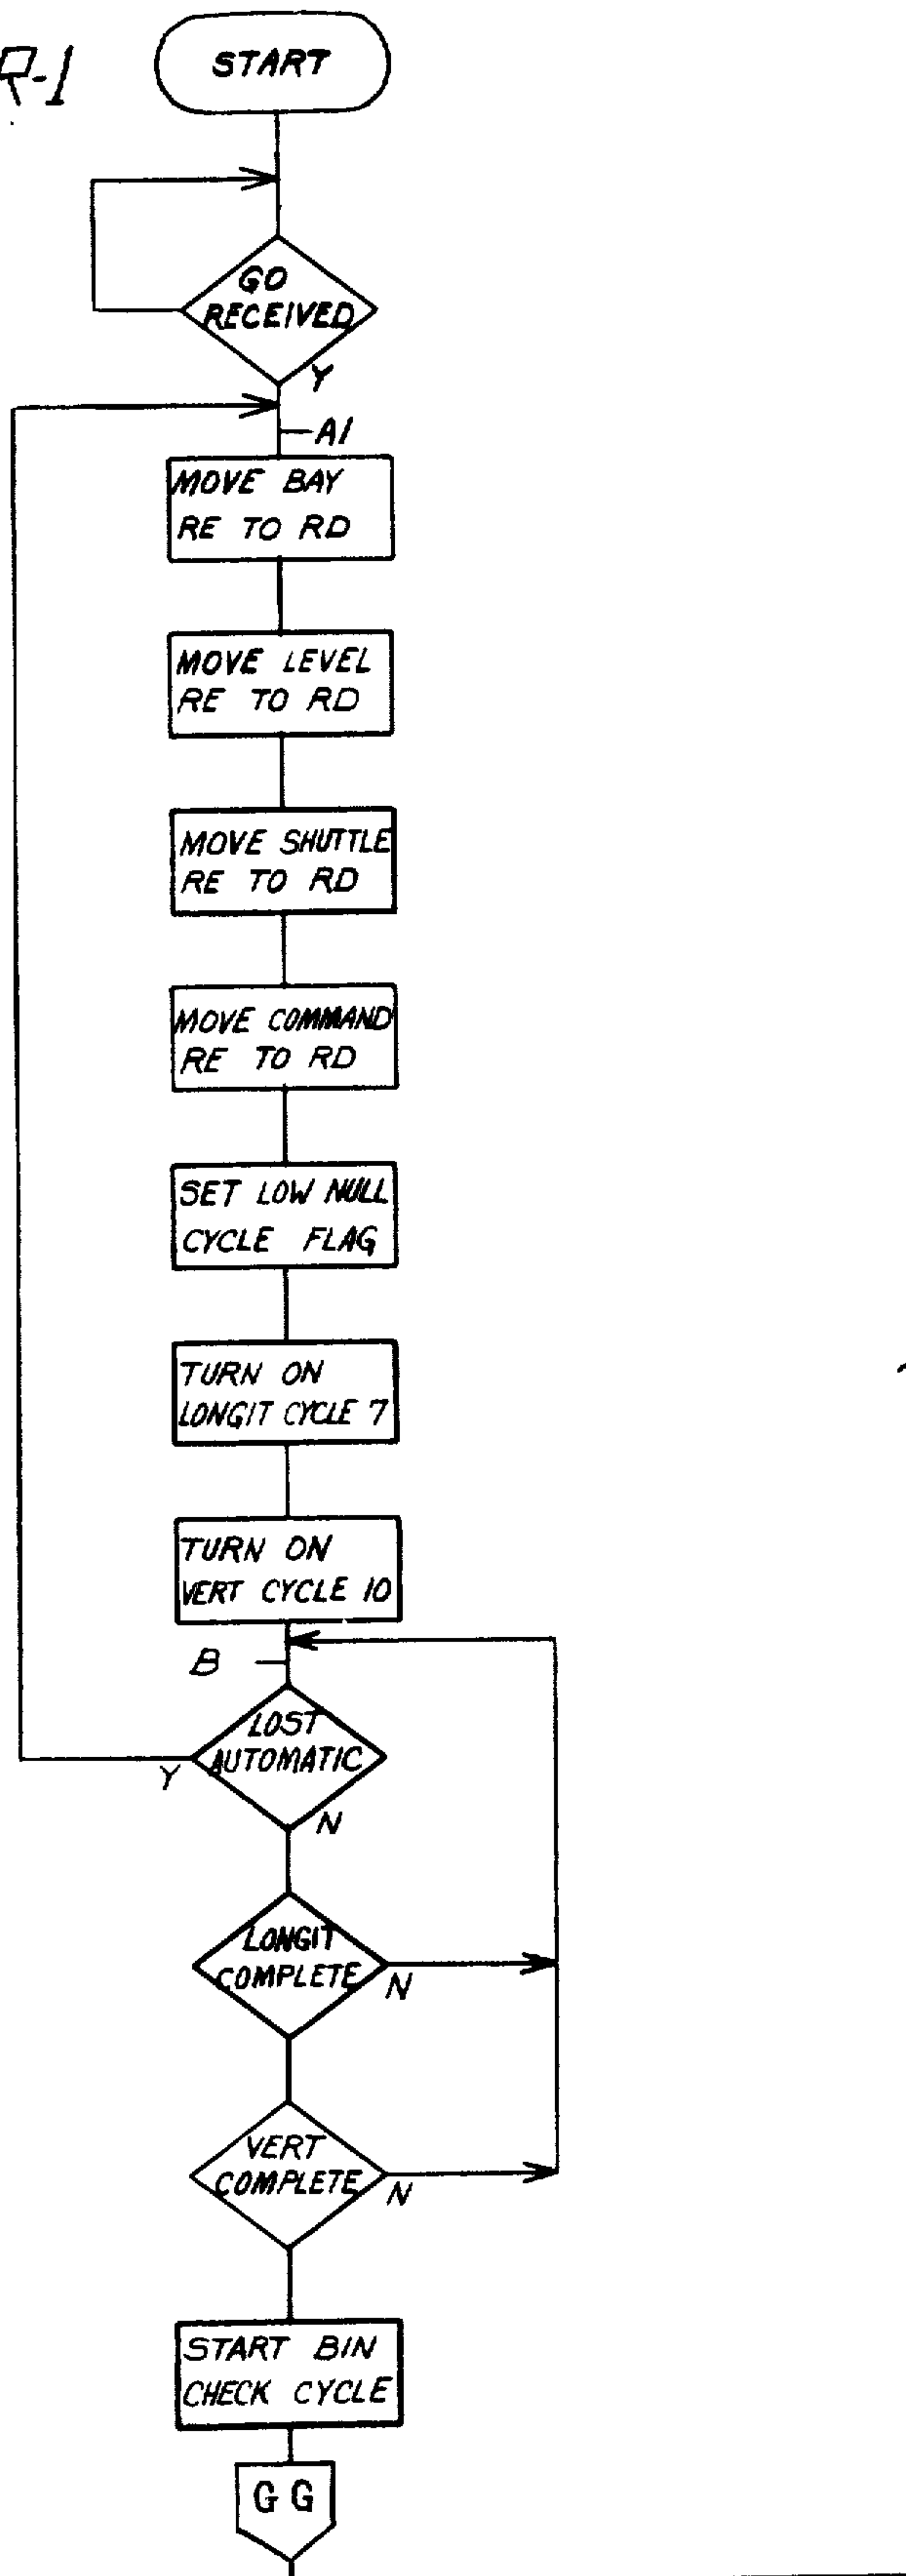 R-1
START
GO
RECEIVED
Y
A1
MOVE BAY
RE TO RD
MOVE LEVEL
RE TO RD
MOVE SHUTTLE
RE TO RD
MOVE COMMAND
RE TO RD
SET LOW NULL
CYCLE FLAG
TURN ON
LONGIT CYCLE 7
TURN ON
VERT CYCLE 10
B
LOST
AUTOMATIC
Y
N
LONGIT
COMPLETE
N
VERT
COMPLETE
N
START BIN
CHECK CYCLE
G G